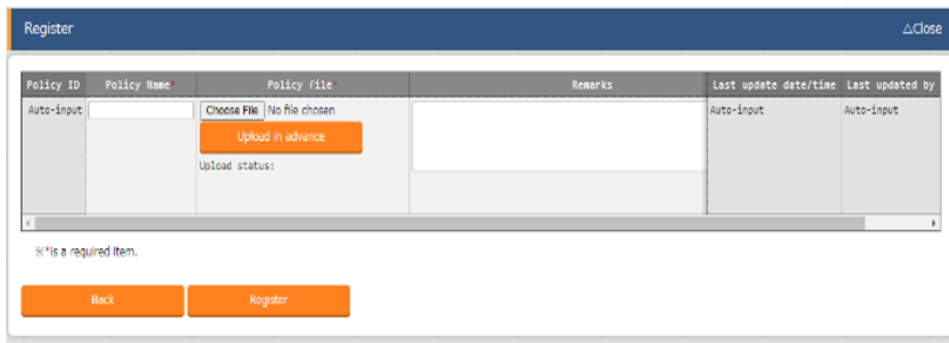 Register △Close
Policy ID Policy Name* Policy file* Remarks Last update date/time Last updated by
Auto-input Choose File No file chosen Auto-input Auto-input
Upload in advance
Upload status:
※*is a required item.
Back Register